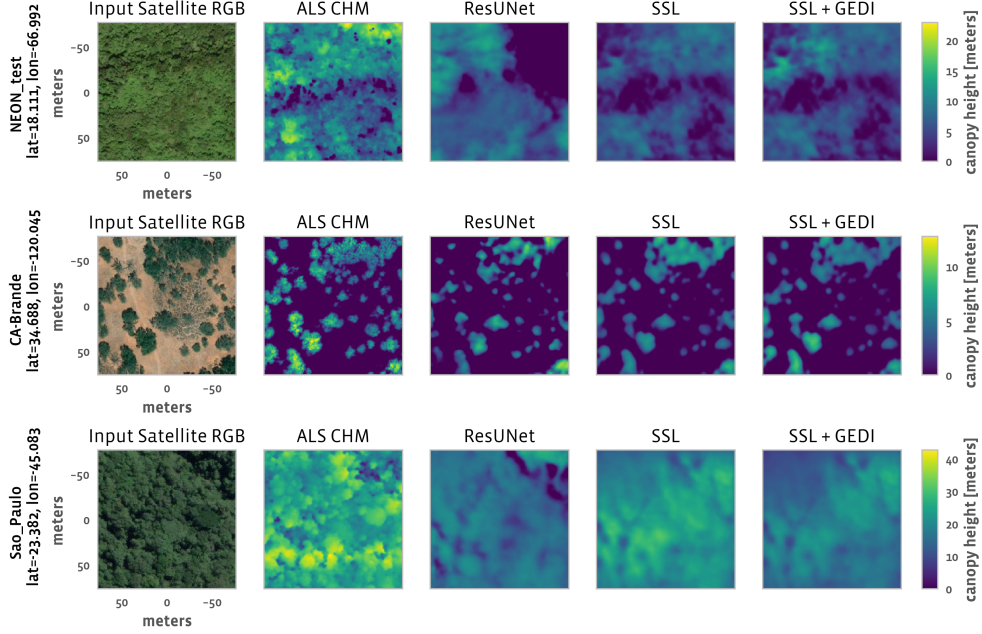 Input Satellite RGB ALS CHM ResUNet SSL SSL + GEDI
NEON_test
lat=18.111, lon=-66.992
meters
−50
0
50
50 0 −50
meters
20
15
10
5
0
canopy height [meters]
Input Satellite RGB ALS CHM ResUNet SSL SSL + GEDI
CA-Brande
lat=34.688, lon=-120.045
meters
−50
0
50
50 0 −50
meters
10
5
0
canopy height [meters]
Input Satellite RGB ALS CHM ResUNet SSL SSL + GEDI
Sao_Paulo
lat=-23.382, lon=-45.083
meters
−50
0
50
50 0 −50
meters
40
30
20
10
0
canopy height [meters]